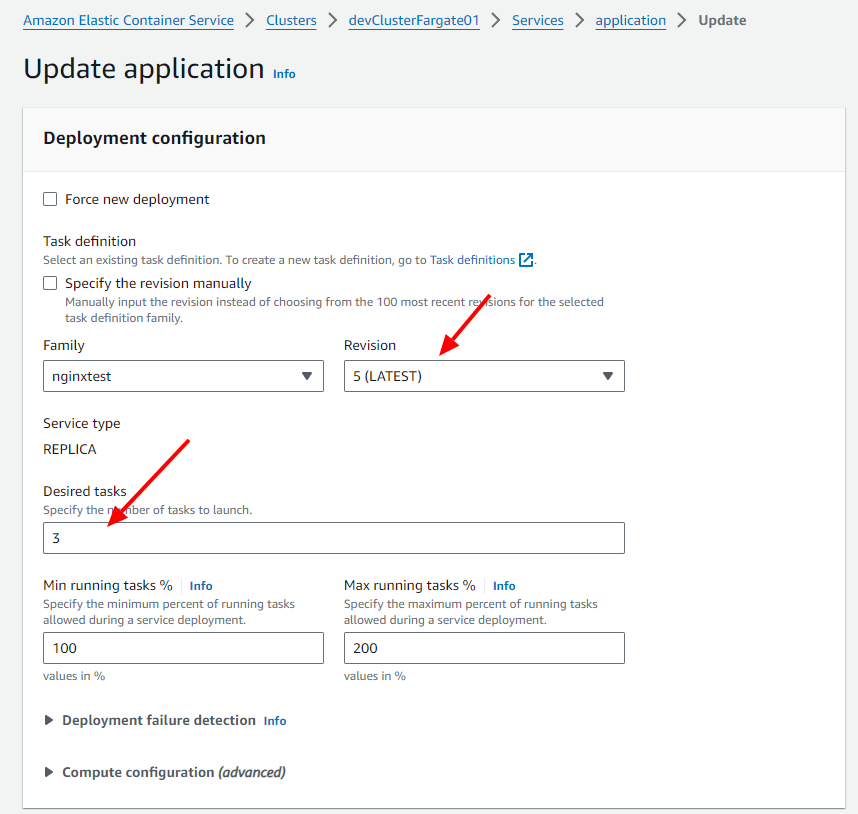 Amazon Elastic Container Service > Clusters > devClusterFargate01 > Services > application > Update
Update application Info
Deployment configuration
Force new deployment
Task definition
Select an existing task definition. To create a new task definition, go to Task definitions.
Specify the revision manually
Manually input the revision instead of choosing from the 100 most recent revisions for the selected
task definition family.
Family
Revision
nginxtest
5 (LATEST)
Service type
REPLICA
Desired tasks
Specify the number of tasks to launch.
3
Min running tasks % Info
Specify the minimum percent of running tasks
allowed during a service deployment.
100
values in %
Max running tasks % Info
Specify the maximum percent of running tasks
allowed during a service deployment.
200
values in %
Deployment failure detection Info
Compute configuration (advanced)